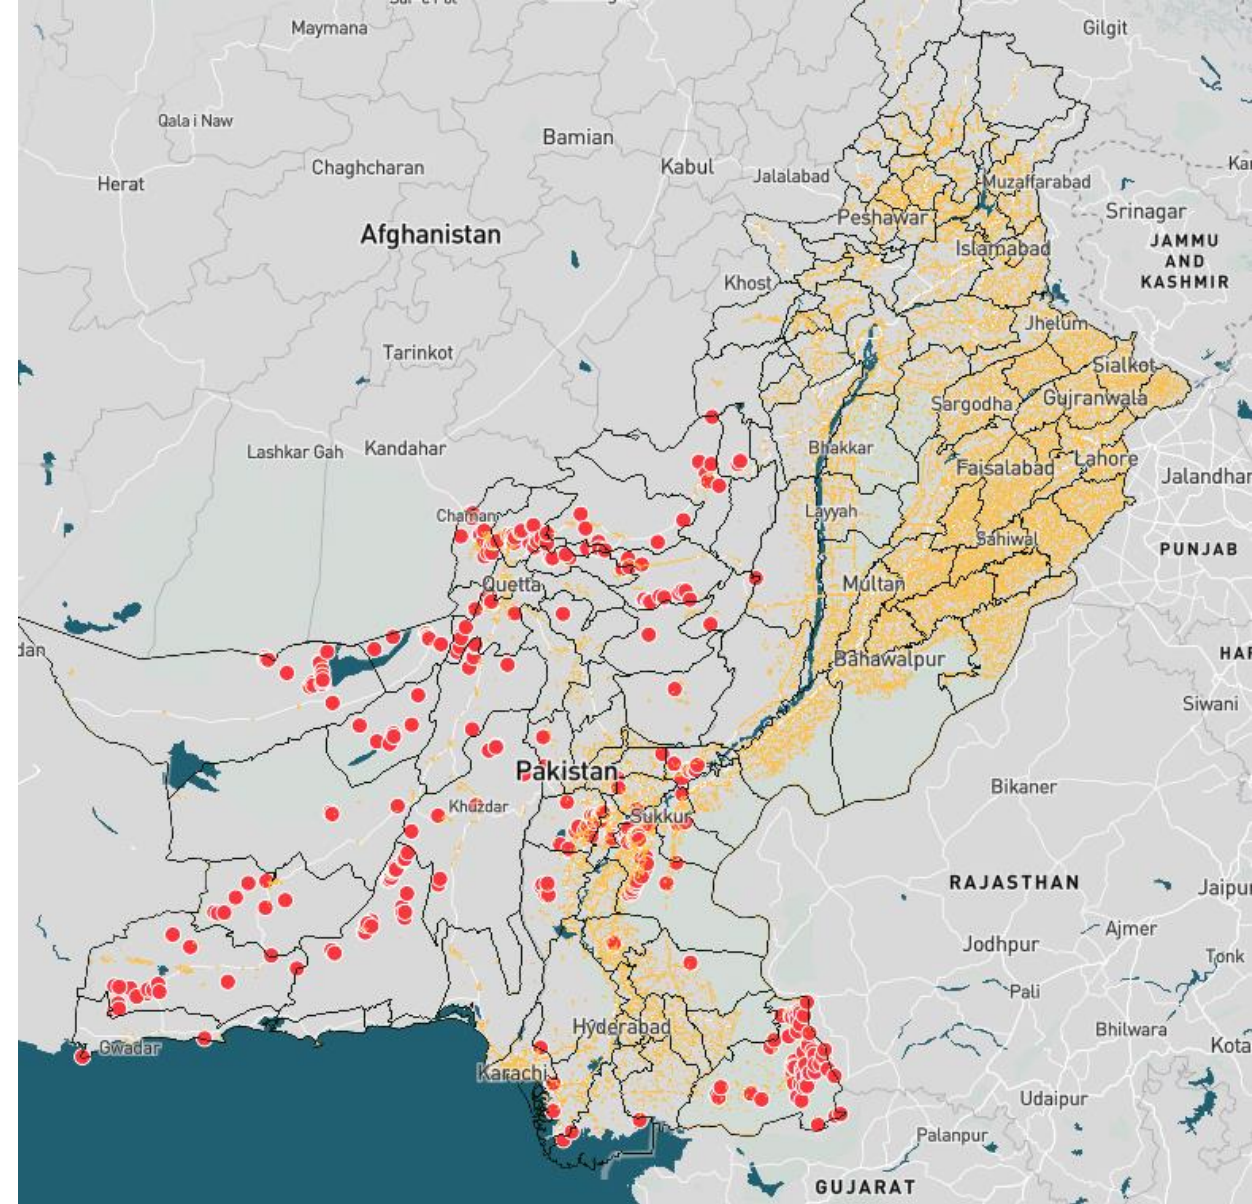 Maymana
Gilgit
Qala i Naw
Bamian
Chaghcharan
Kabul
Jalalabad
Herat
Muzaffarabad
Srinagar
Peshawar
Afghanistan
Islamabad
JAMMU
AND
KASHMIR
Khost
Jhelum
Tarinkot
Sialkot
Sargodha
Gujranwala
Lashkar Gah
Kandahar
Bhakkar
Faisalabad
Lahore
Jalandhar
Chaman
Layyah
Sahiwal
PUNJAB
Quetta
Multan
dan
Bahawalpur
HAR
Siwani
Pakistan
Bikaner
Khuzdar
Sukkur
RAJASTHAN
Jaipur
Jodhpur
Ajmer
Tonk
Pali
Hyderabad
Bhilwara
Gwadar
Kota
Karachi
Udaipur
Palanpur
GUJARAT